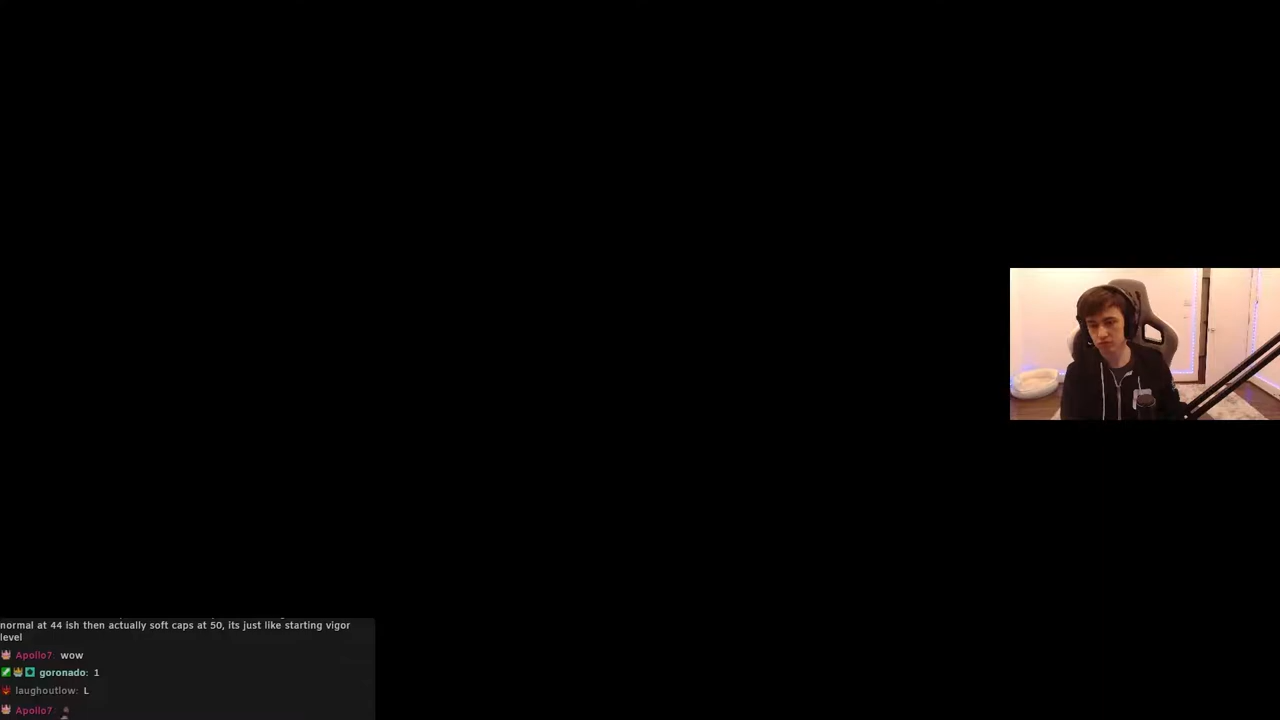 normal at 44 ish then actually soft caps at 50, its just like starting vigor
level
Apollo7: wow
goronado: 1
laughoutlow: L
Apollo7: